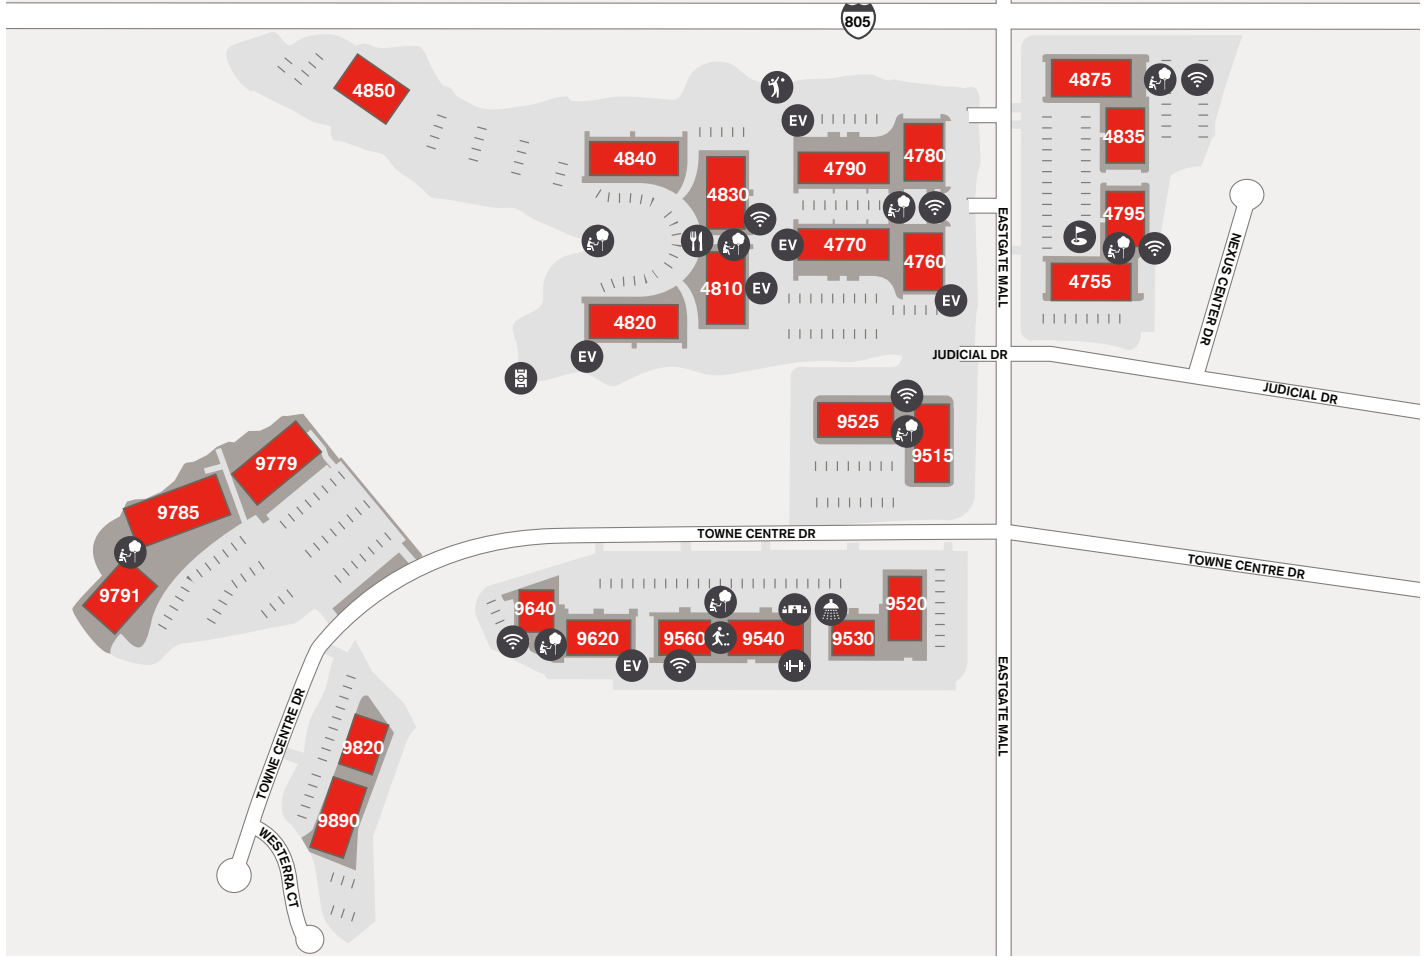 805
4850
4875
4835
4840
4790
4780
4830
4795
4770
4760
4755
4810
4820
EV
EV
EV
EV
EV
EASTGATE MALL
NEXUS CENTER DR
JUDICIAL DR
JUDICIAL DR
9525
9515
9779
9785
9791
TOWNE CENTRE DR
TOWNE CENTRE DR
9640
9620
9560
9540
9530
9520
EV
EASTGATE MALL
TOWNE CENTRE DR
9820
9890
WESTERRA CT